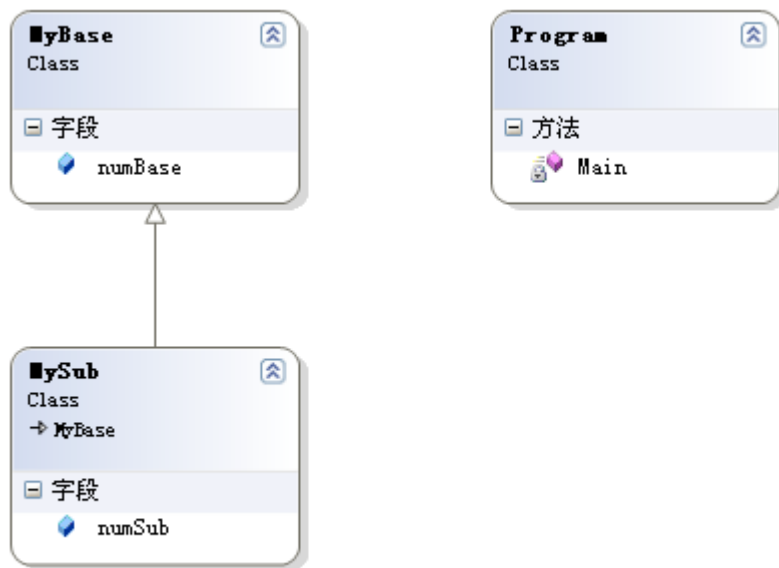 MyBase
Class
字段
numBase
Program
Class
方法
Main
MySub
Class
MyBase
字段
numSub